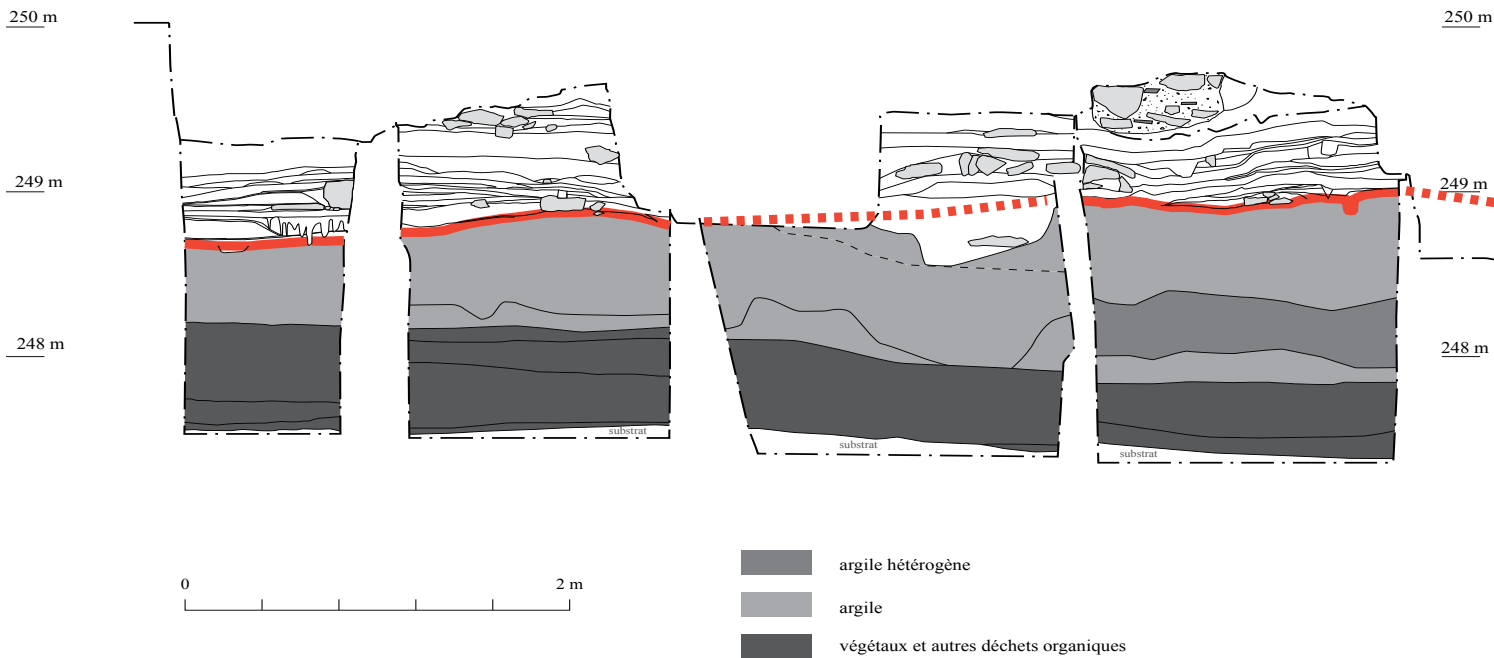 250 m
250 m
249 m
249 m
248 m
248 m
substrat
substrat
substrat
0
2 m
argile hétérogène
argile
végétaux et autres déchets organiques